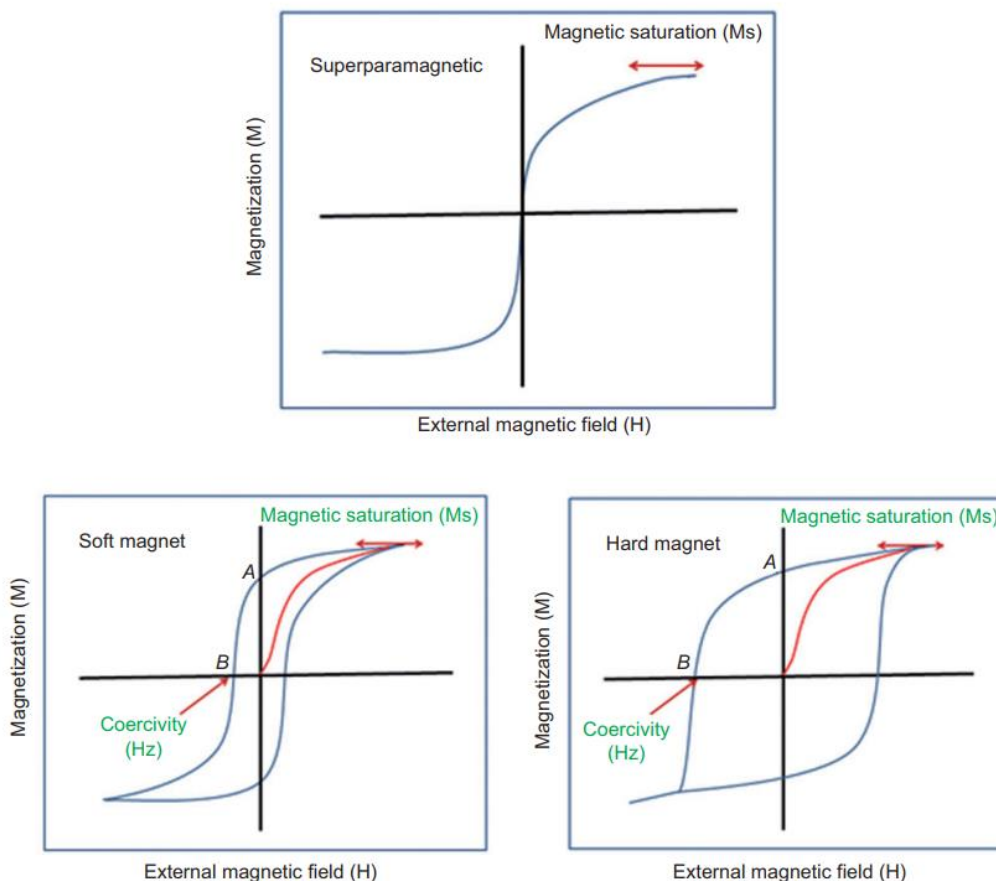 Magnetic saturation (Ms)
Superparamagnetic
Magnetization (M)
External magnetic field (H)
Magnetic saturation (Ms)
Soft magnet
A
B
Coercivity
(Hz)
Magnetization (M)
External magnetic field (H)
Magnetic saturation (Ms)
Hard magnet
A
B
Coercivity
(Hz)
Magnetization (M)
External magnetic field (H)